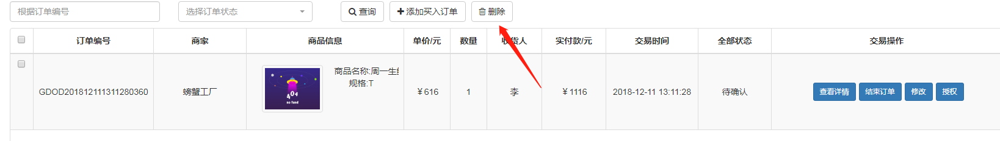 根据订单编号 选择订单状态 查询 添加买入订单 删除
订单编号 商家 商品信息 单价/元 数量 收货人 实付款/元 交易时间 全部状态 交易操作
商品名称:周一生
规格:T
404
no fund
GDOD201812111311280360 螃蟹工厂 ￥616 1 李 ￥1116 2018-12-11 13:11:28 待确认 查看详情 结束订单 修改 授权